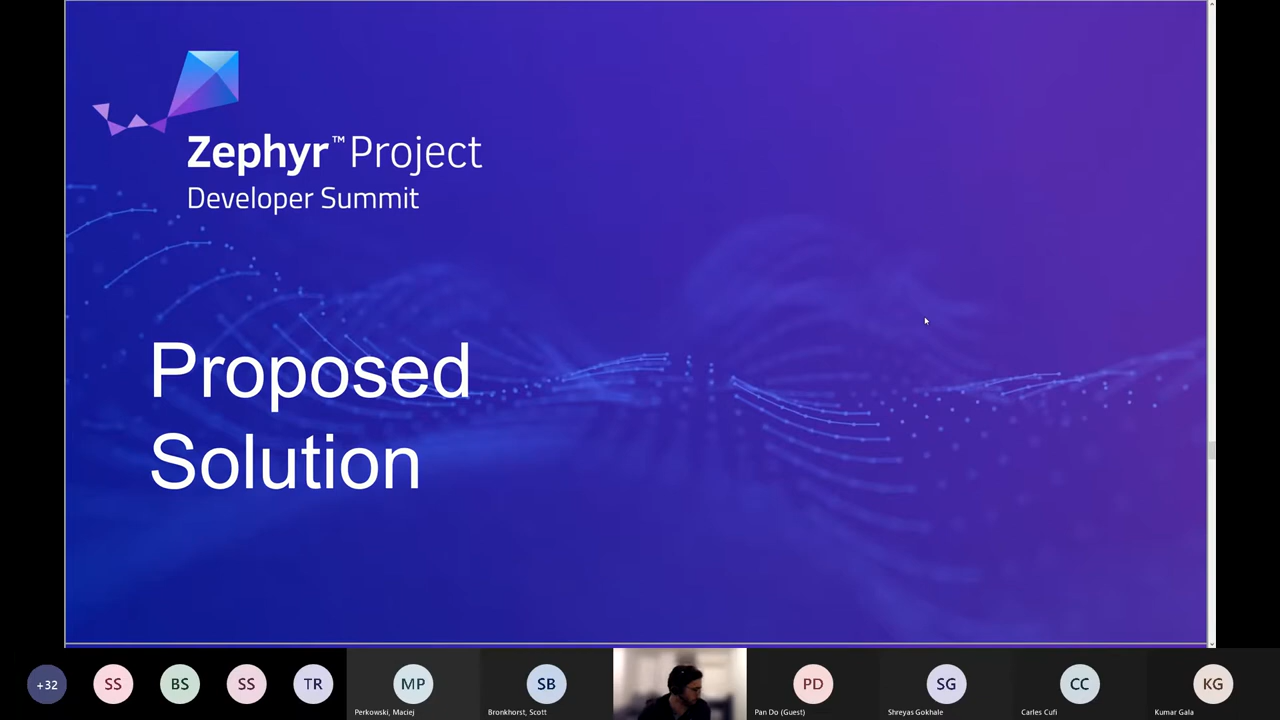 Zephyr™ Project
Developer Summit
Proposed
Solution
+32
SS
BS
SS
TR
MP
SB
PD
SG
CC
KG
Perkowski, Maciej
Bronkhorst, Scott
Pan Do (Guest)
Shreyas Gokhale
Carles Cufi
Kumar Gala